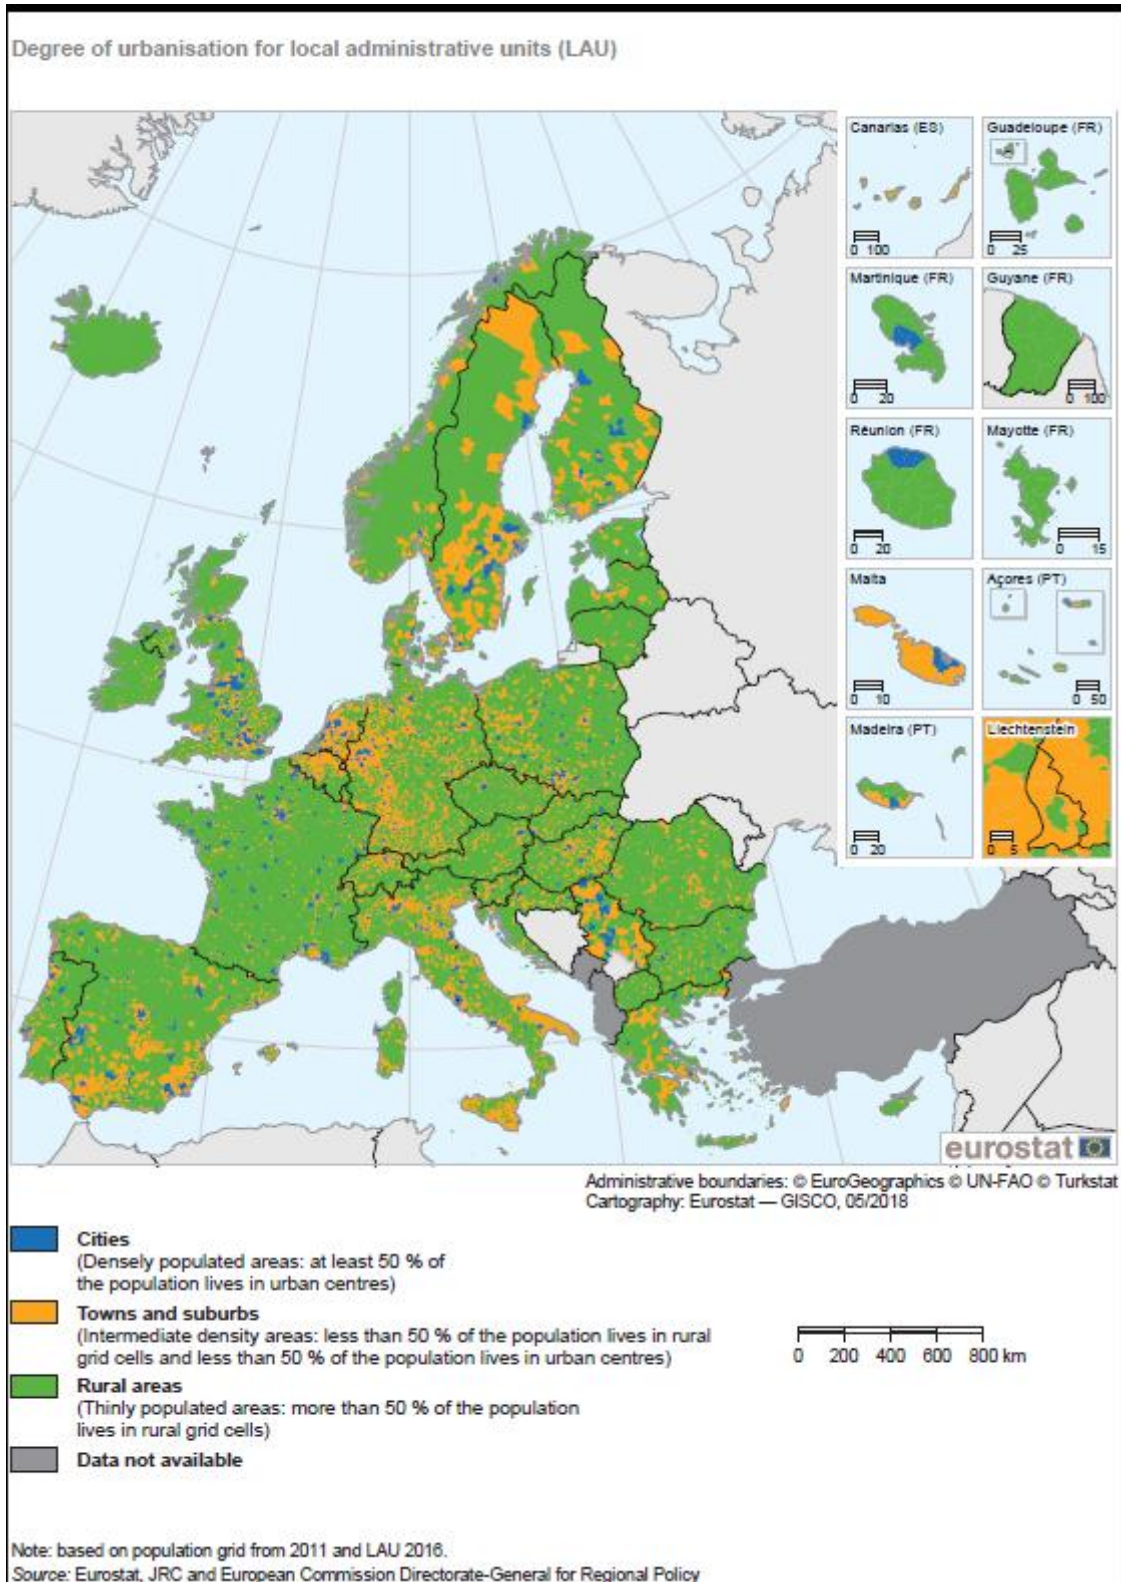 Degree of urbanisation for local administrative units (LAU)
Canarias (ES)
0 100
Guadeloupe (FR)
0 25
Martinique (FR)
0 20
Guyane (FR)
0 100
Réunion (FR)
0 20
Mayotte (FR)
0 15
Malta
0 10
Açores (PT)
0 50
Madeira (PT)
0 20
Liechtenstein
0 5
eurostat
Administrative boundaries: © EuroGeographics © UN-FAO © Turkstat
Cartography: Eurostat — GISCO, 05/2018
Cities
(Densely populated areas: at least 50 % of
the population lives in urban centres)
Towns and suburbs
(Intermediate density areas: less than 50 % of the population lives in rural
grid cells and less than 50 % of the population lives in urban centres)
0 200 400 600 800 km
Rural areas
(Thinly populated areas: more than 50 % of the population
lives in rural grid cells)
Data not available
Note: based on population grid from 2011 and LAU 2016.
Source: Eurostat, JRC and European Commission Directorate-General for Regional Policy